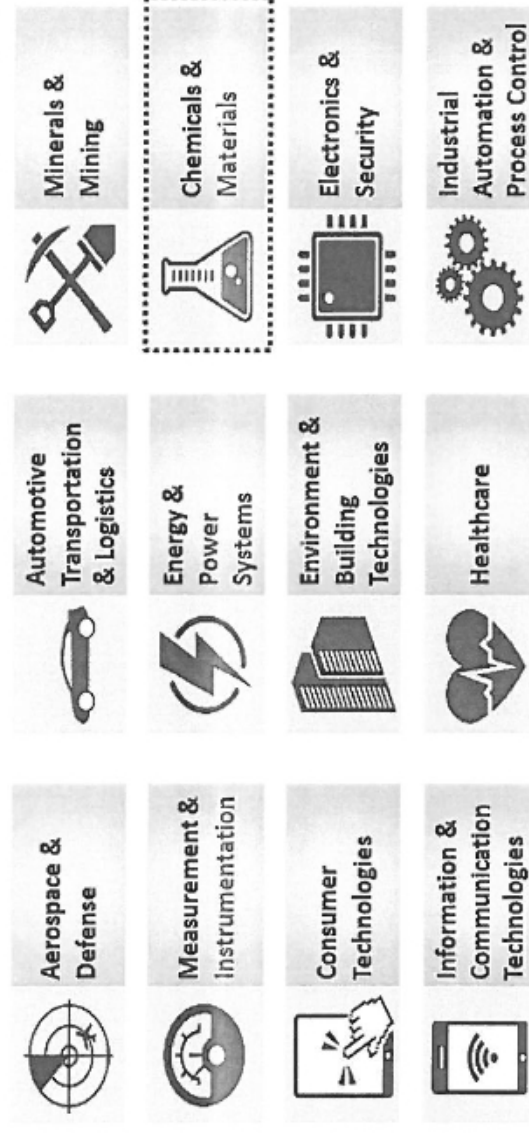 Aerospace &
Defense
Automotive
Transportation
& Logistics
Minerals &
Mining
Measurement &
Instrumentation
Energy &
Power
Systems
Chemicals &
Materials
Consumer
Technologies
Environment &
Building
Technologies
Electronics &
Security
Information &
Communication
Technologies
Healthcare
Industrial
Automation &
Process Control